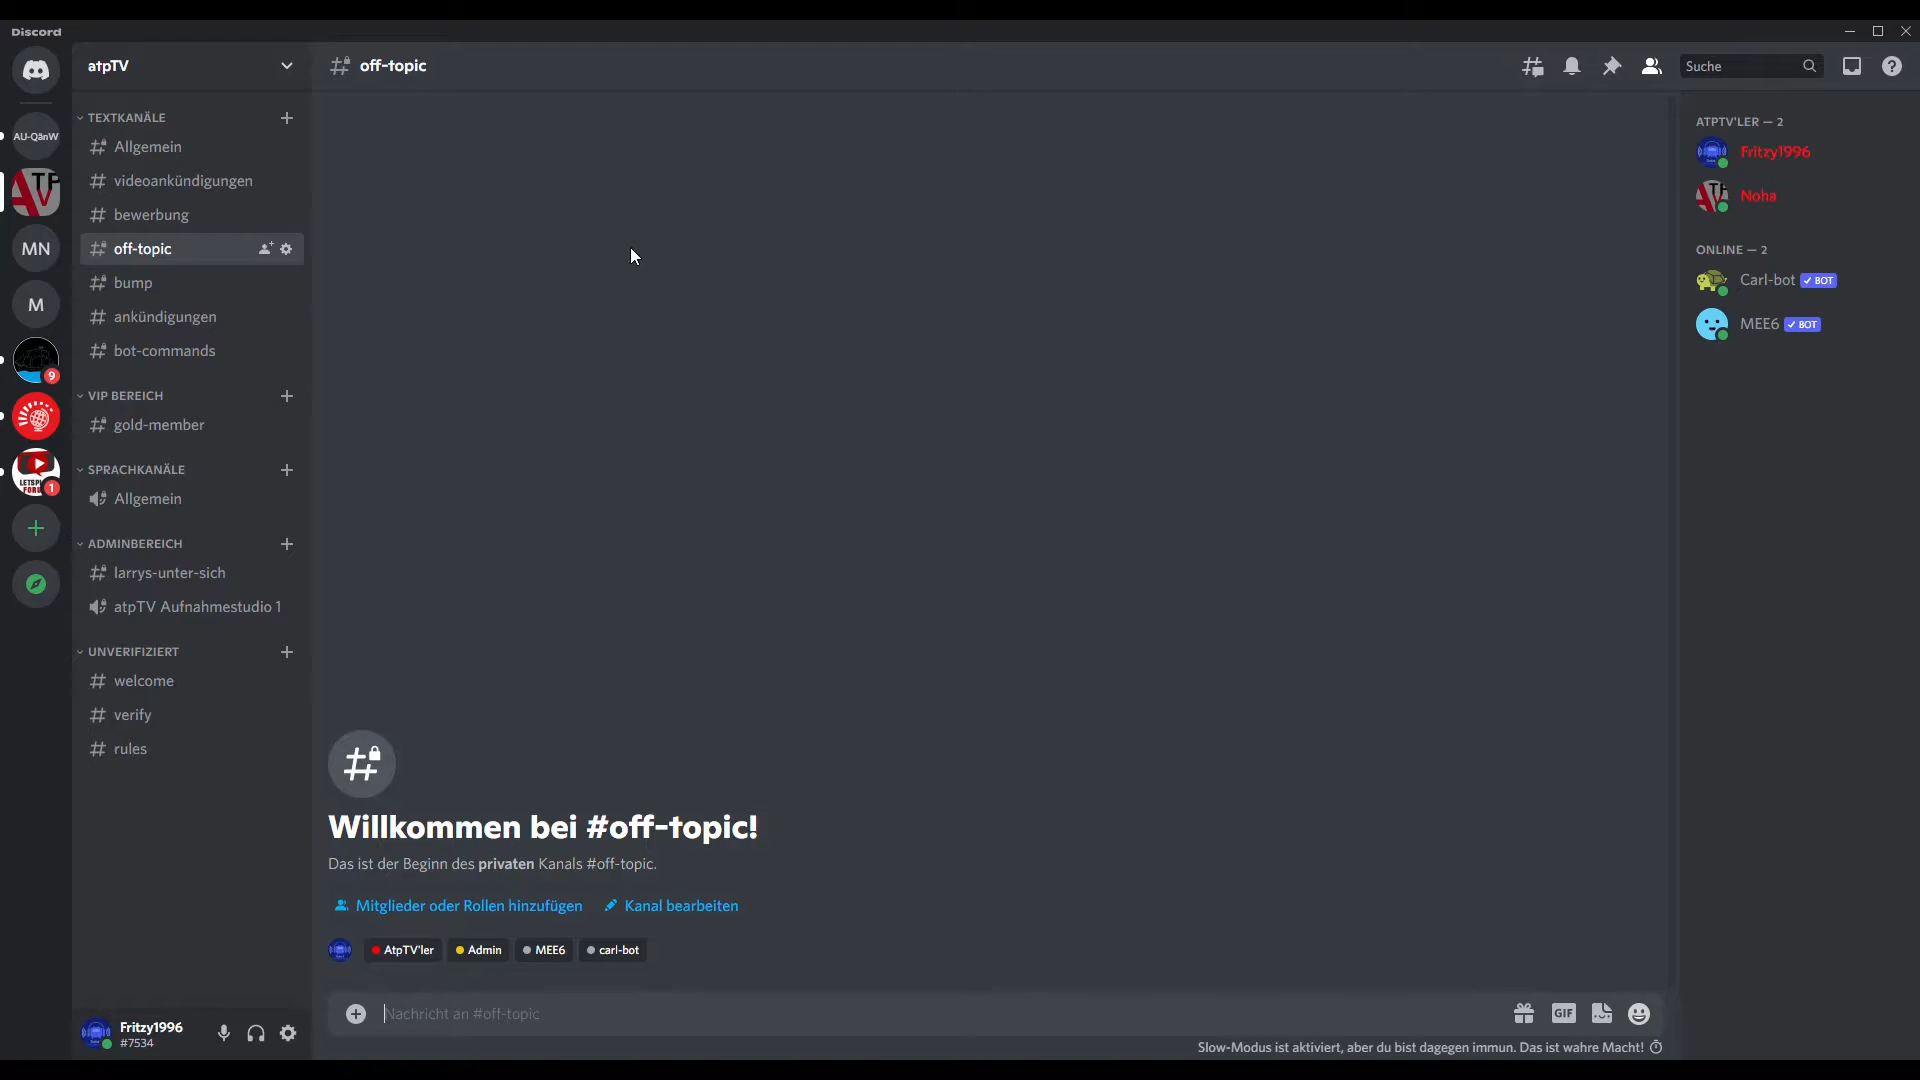 Discord
atpTV
off-topic
Suche
AU-QänW
MN
M
9
LETSPL
FORU
1
TEXTKANÄLE
Allgemein
videoankündigungen
bewerbung
off-topic
bump
ankündigungen
bot-commands
VIP BEREICH
gold-member
SPRACHKANÄLE
Allgemein
ADMINBEREICH
larrys-unter-sich
atpTV Aufnahmestudio 1
UNVERIFIZIERT
welcome
verify
rules
Fritzy1996
#7534
Willkommen bei #off-topic!
Das ist der Beginn des privaten Kanals #off-topic.
Mitglieder oder Rollen hinzufügen Kanal bearbeiten
AtpTV'ler Admin MEE6 carl-bot
Nachricht an #off-topic
GIF
Slow-Modus ist aktiviert, aber du bist dagegen immun. Das ist wahre Macht!
ATPTV'LER — 2
Fritzy1996
Noha
ONLINE — 2
Carl-bot BOT
MEE6 BOT